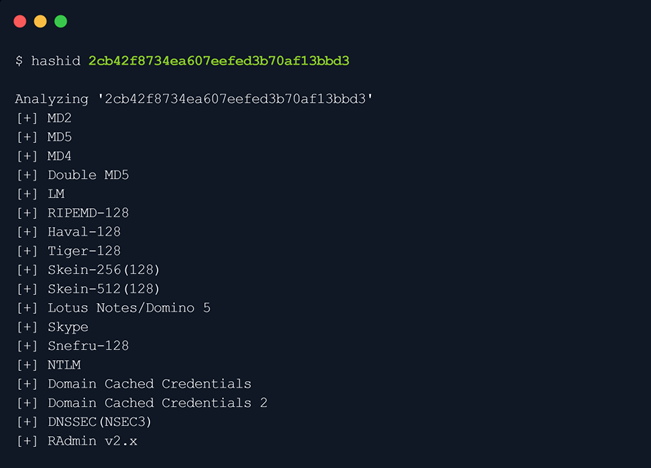 $ hashid 2cb42f8734ea607eefed3b70af13bbd3
Analyzing '2cb42f8734ea607eefed3b70af13bbd3'
[+] MD2
[+] MD5
[+] MD4
[+] Double MD5
[+] LM
[+] RIPEMD-128
[+] Haval-128
[+] Tiger-128
[+] Skein-256(128)
[+] Skein-512(128)
[+] Lotus Notes/Domino 5
[+] Skype
[+] Snefru-128
[+] NTLM
[+] Domain Cached Credentials
[+] Domain Cached Credentials 2
[+] DNSSEC(NSEC3)
[+] RAdmin v2.x